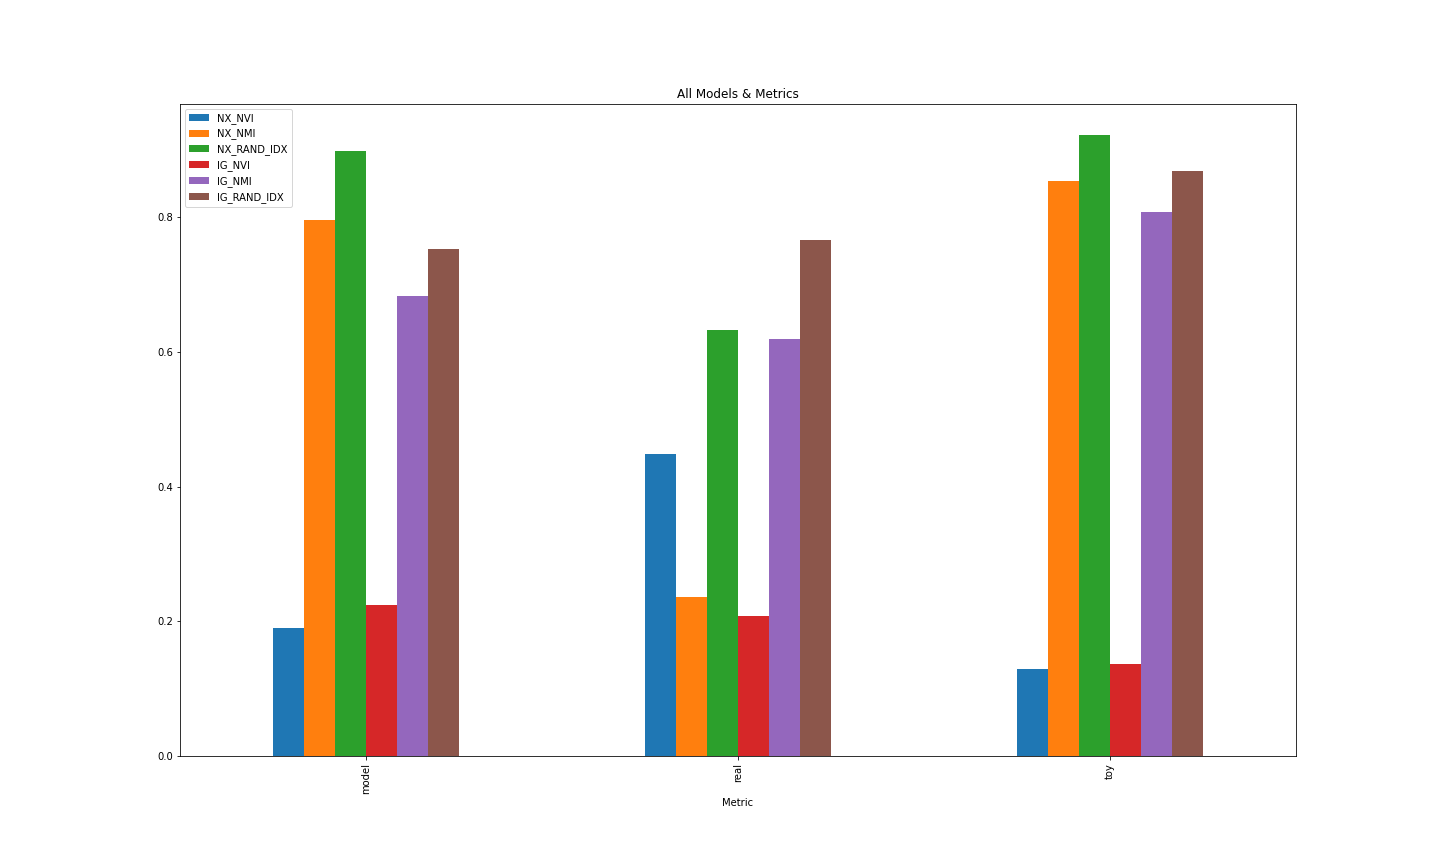 All Models & Metrics
NX_NVI
NX_NMI
NX_RAND_IDX
IG_NVI
IG_NMI
IG_RAND_IDX
0.8
0.6
0.4
0.2
0.0
model
real
toy
Metric